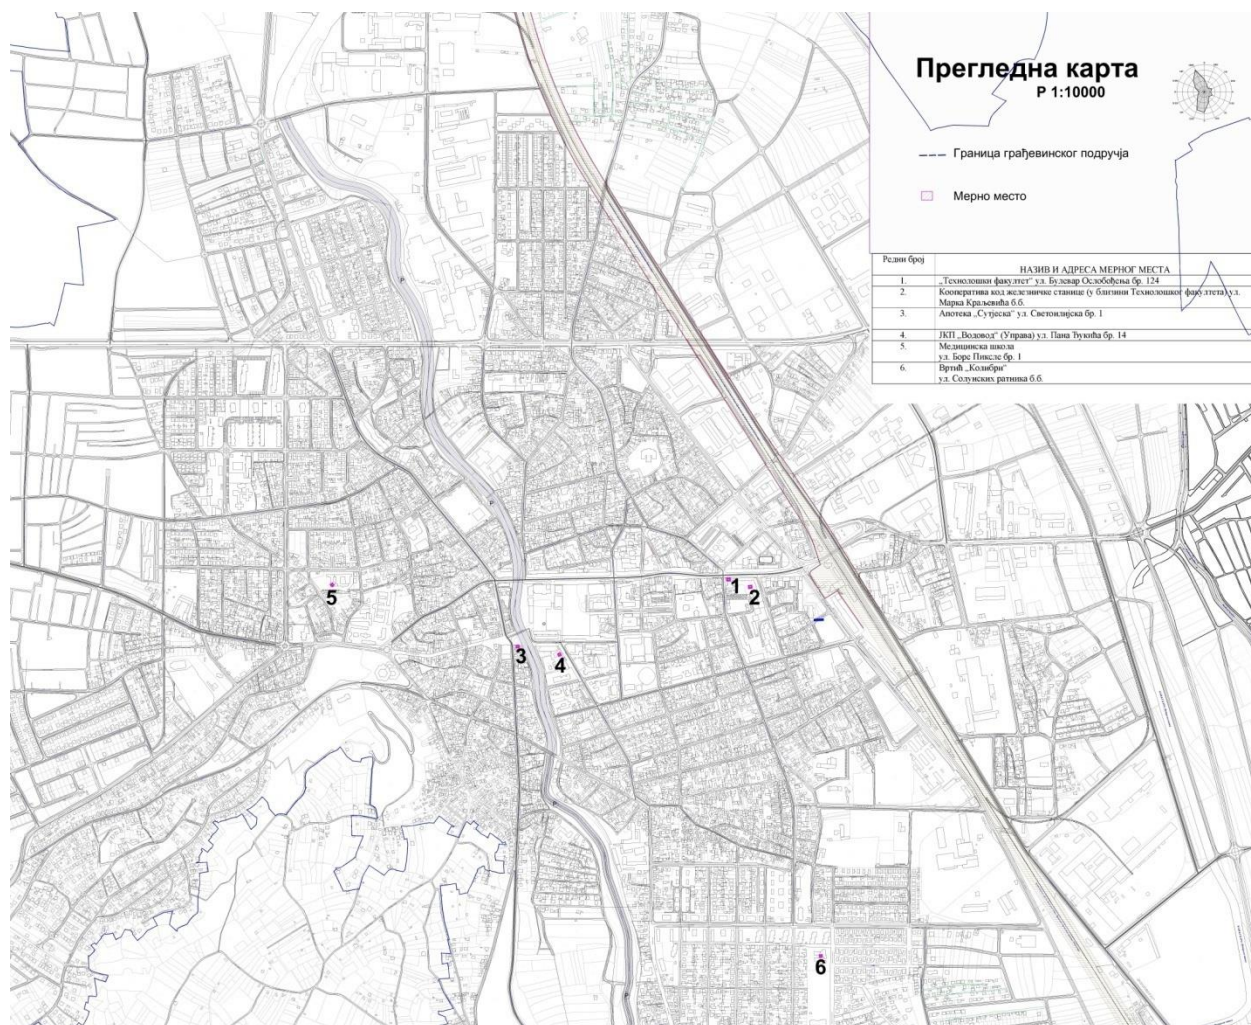 Прегледна карта
Р 1:10000
Граница грађевинског подручја
Мерно место
Редни број
НАЗИВ И АДРЕСА МЕРНОГ МЕСТА
1. „Технолошки факултет“ ул. Булевар Ослобођења бр. 124
2. Кооператива код железничке станице (у близини Технолошког факултета) ул.
Марка Краљевића б.б.
3. Апотека „Сутјеска“ ул. Светоилијска бр. 1
4. ЈКП „Водовод“ (Управа) ул. Пана Ђукића бр. 14
5. Медицинска школа
ул. Боре Пиксле бр. 1
6. Вртић „Колибри“
ул. Солунских ратника б.б.
1
2
5
3
4
6